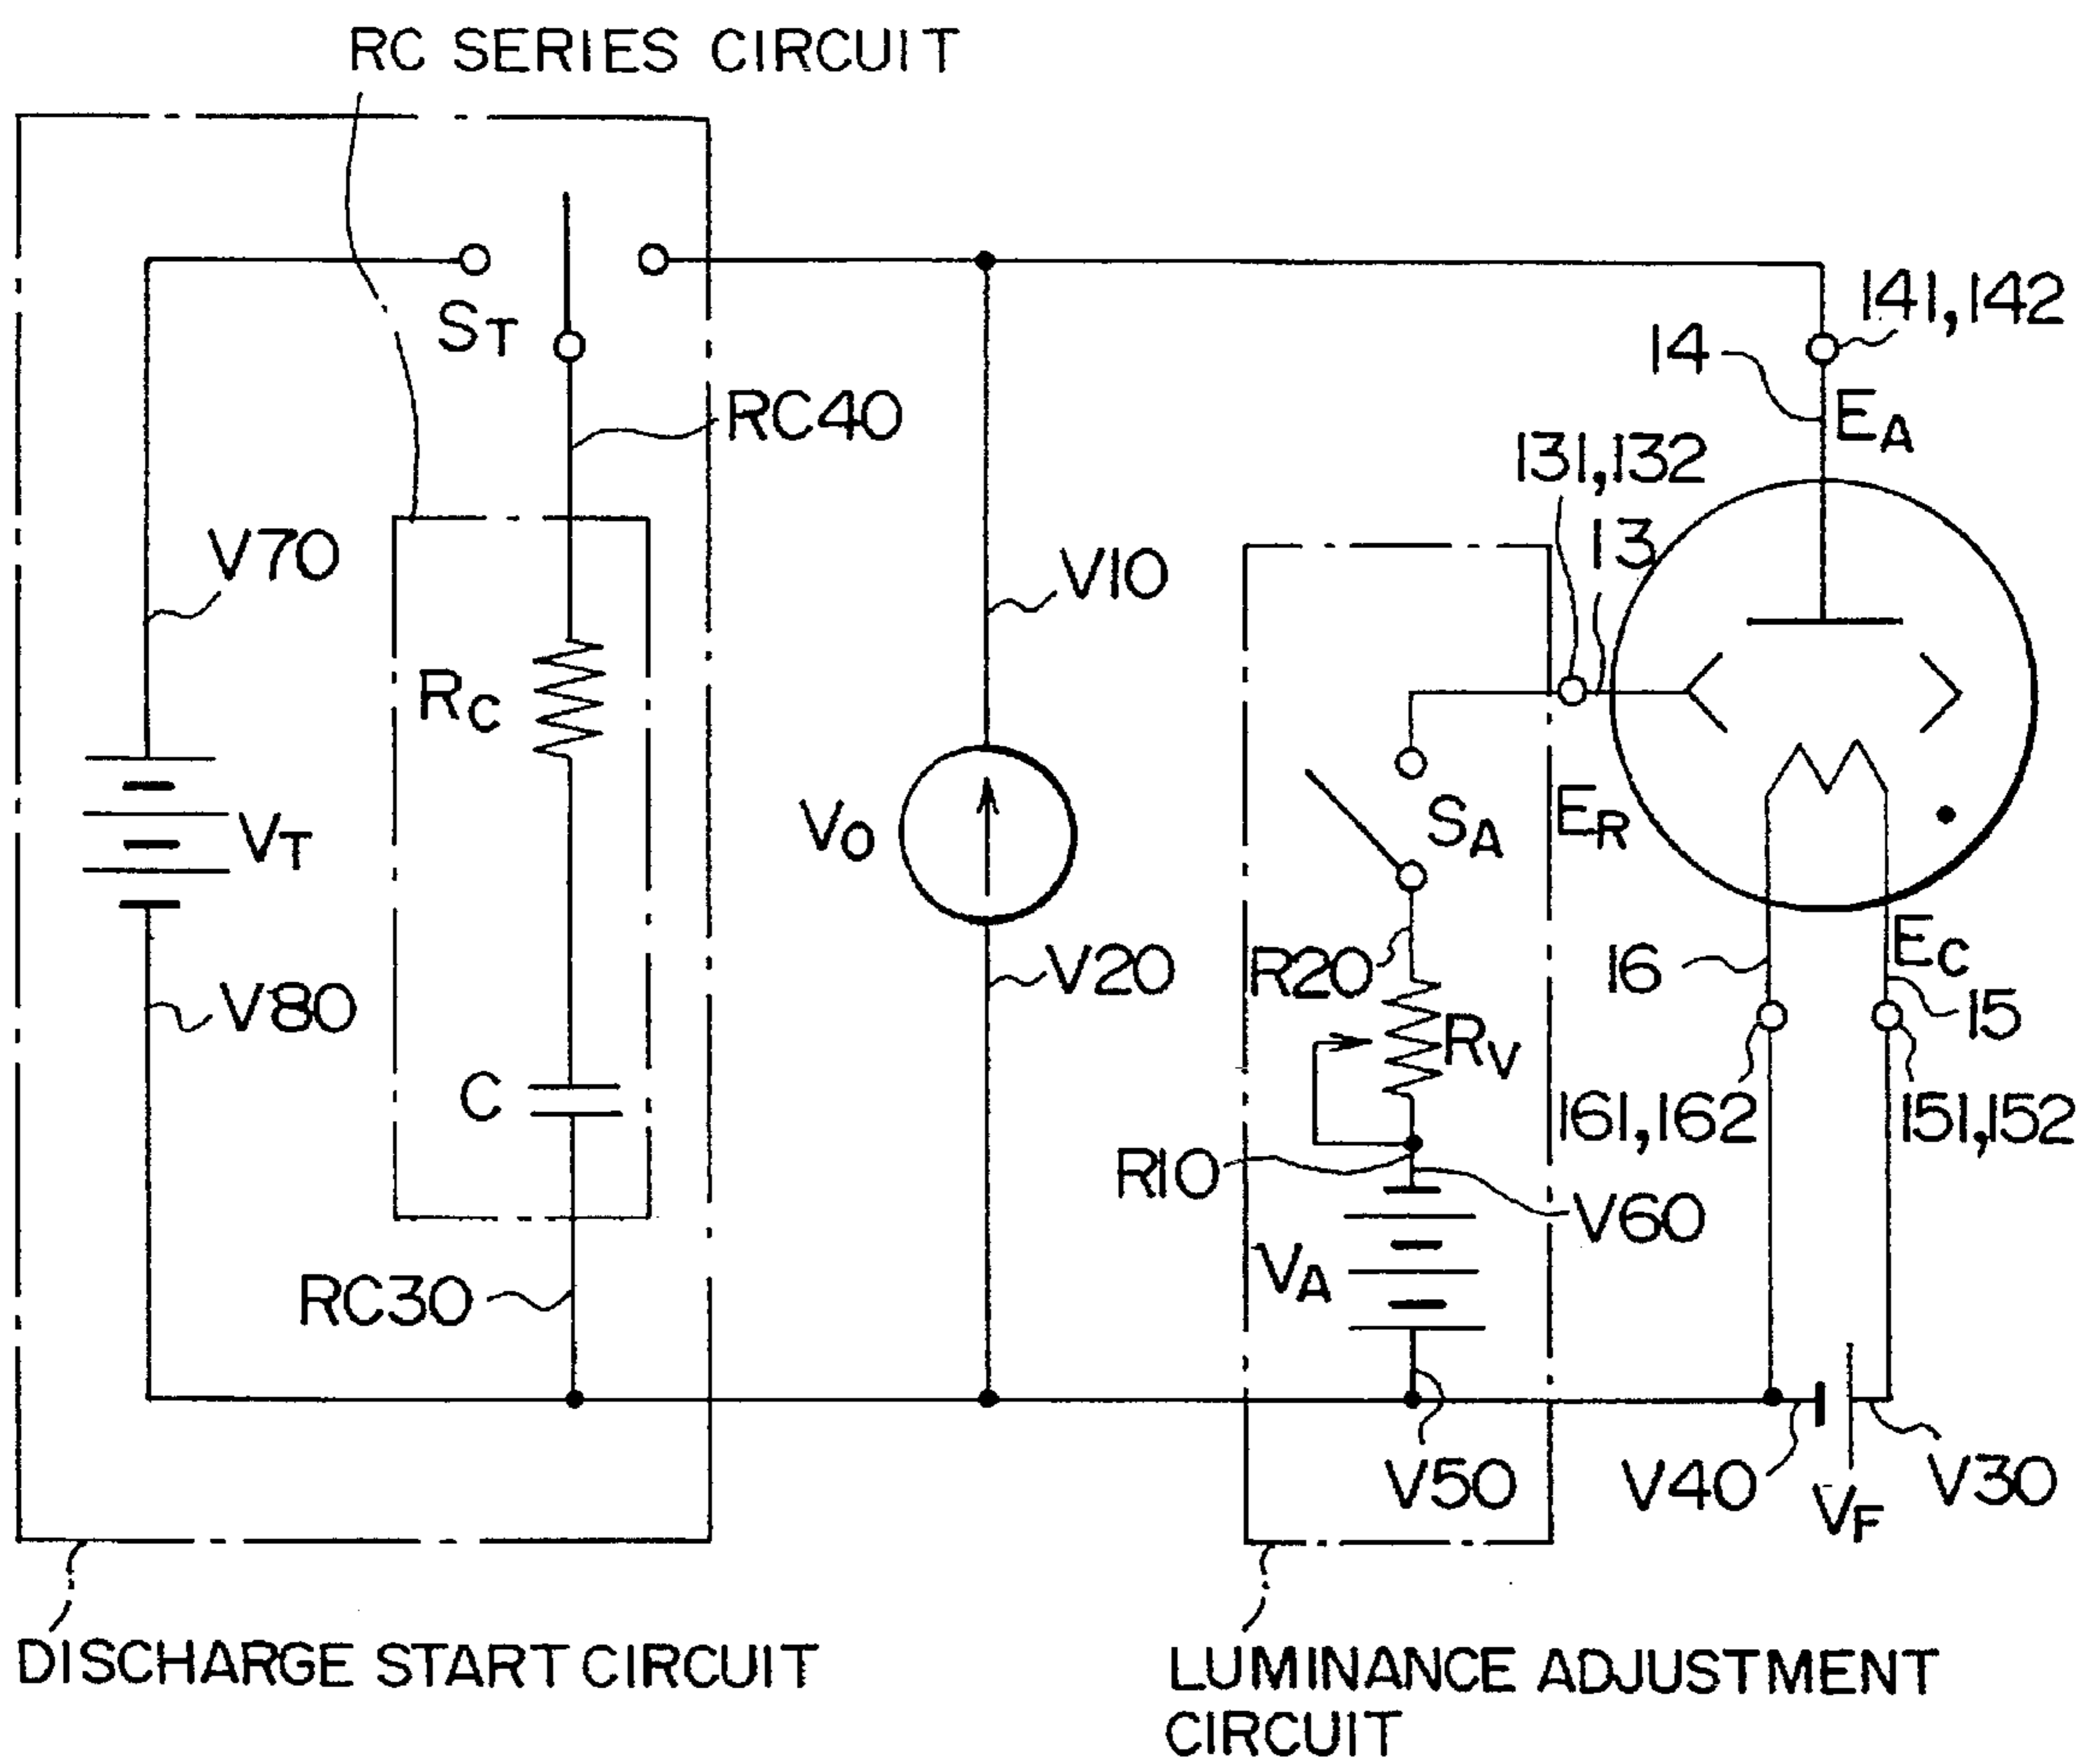 RC SERIES CIRCUIT
141,142
ST
14
RC40
EA
131,132
13
V70
V10
RC
SA
ER
VT
VO
EC
R20
16
V20
V80
15
RV
C
161,162
151,152
R10
V60
VA
RC30
V50
V40
V30
VF
DISCHARGE START CIRCUIT
LUMINANCE ADJUSTMENT
CIRCUIT